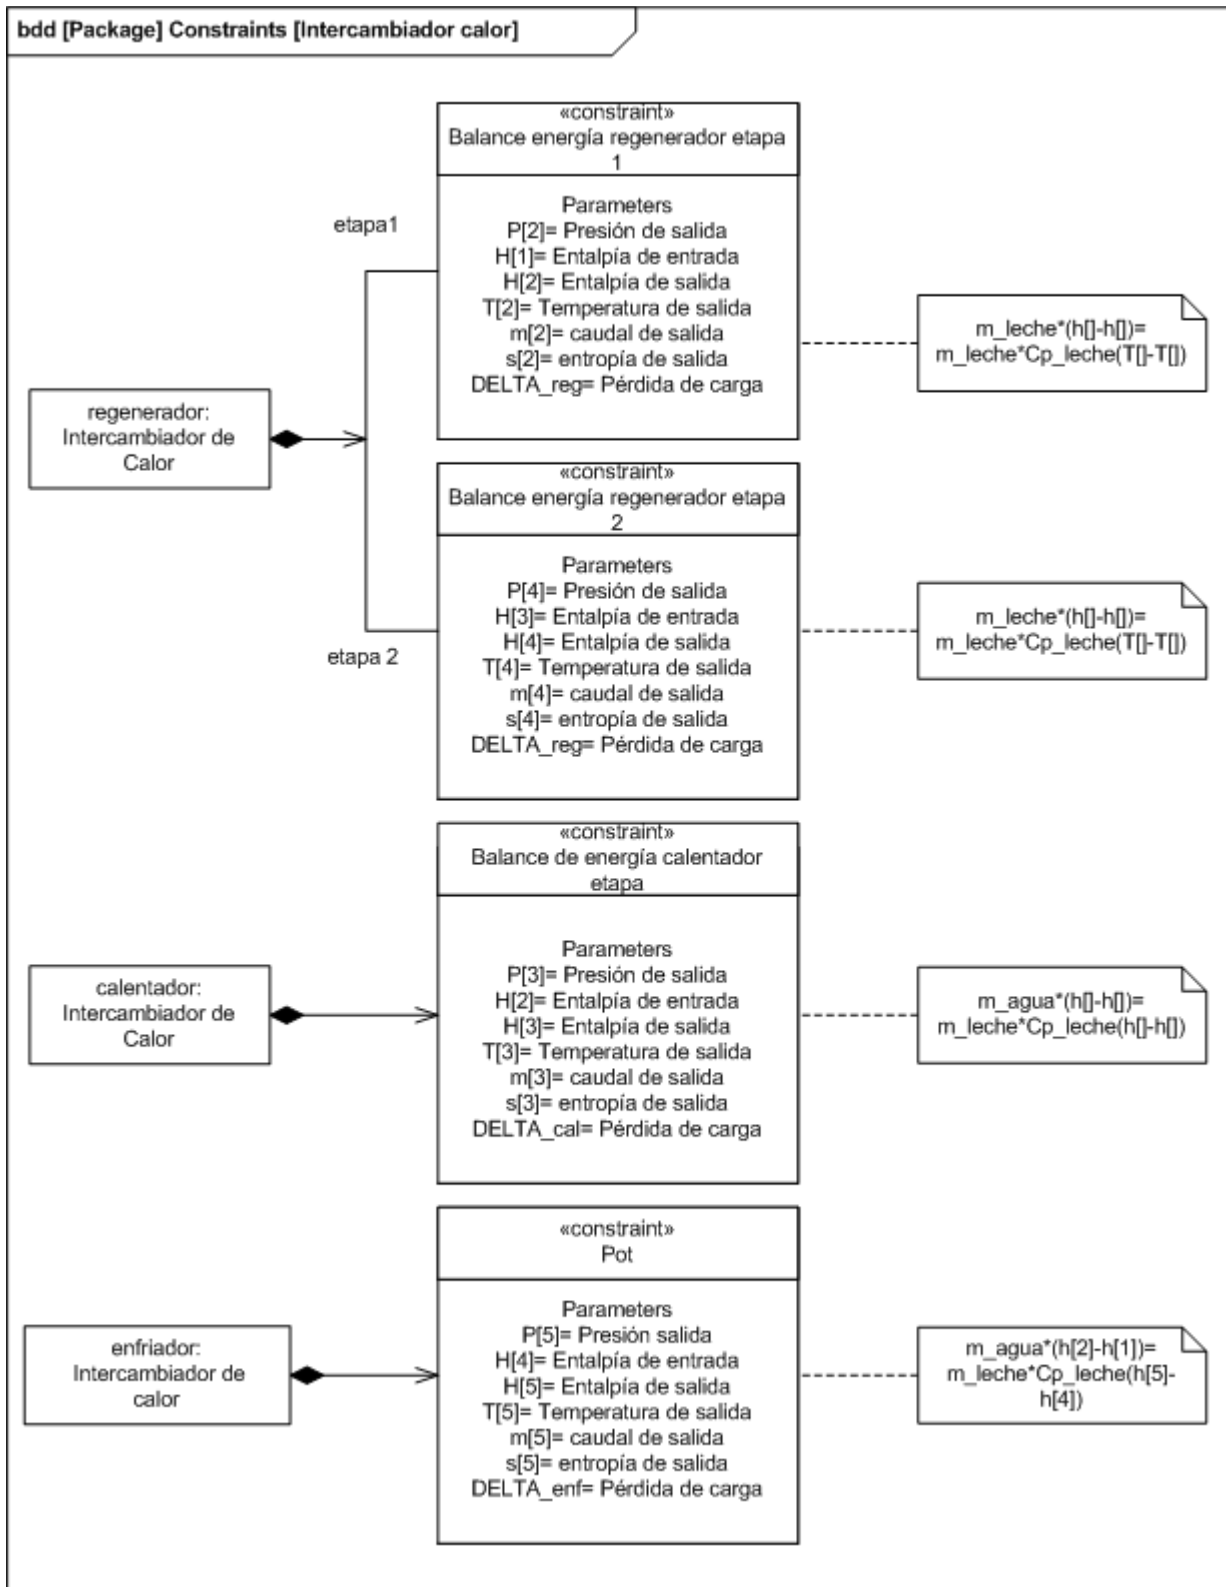 bdd [Package] Constraints [Intercambiador calor]
«constraint»
Balance energía regenerador etapa
1
Parameters
P[2]= Presión de salida
H[1]= Entalpía de entrada
H[2]= Entalpía de salida
T[2]= Temperatura de salida
m[2]= caudal de salida
s[2]= entropía de salida
DELTA_reg= Pérdida de carga
etapa1
m_leche*(h[]-h[])=
m_leche*Cp_leche(T[]-T[])
regenerador:
Intercambiador de
Calor
«constraint»
Balance energía regenerador etapa
2
Parameters
P[4]= Presión de salida
H[3]= Entalpía de entrada
H[4]= Entalpía de salida
T[4]= Temperatura de salida
m[4]= caudal de salida
s[4]= entropía de salida
DELTA_reg= Pérdida de carga
etapa 2
m_leche*(h[]-h[])=
m_leche*Cp_leche(T[]-T[])
«constraint»
Balance de energía calentador
etapa
Parameters
P[3]= Presión de salida
H[2]= Entalpía de entrada
H[3]= Entalpía de salida
T[3]= Temperatura de salida
m[3]= caudal de salida
s[3]= entropía de salida
DELTA_cal= Pérdida de carga
calentador:
Intercambiador de
Calor
m_agua*(h[]-h[])=
m_leche*Cp_leche(h[]-h[])
«constraint»
Pot
Parameters
P[5]= Presión salida
H[4]= Entalpía de entrada
H[5]= Entalpía de salida
T[5]= Temperatura de salida
m[5]= caudal de salida
s[5]= entropía de salida
DELTA_enf= Pérdida de carga
enfriador:
Intercambiador de
calor
m_agua*(h[2]-h[1])=
m_leche*Cp_leche(h[5]-
h[4])